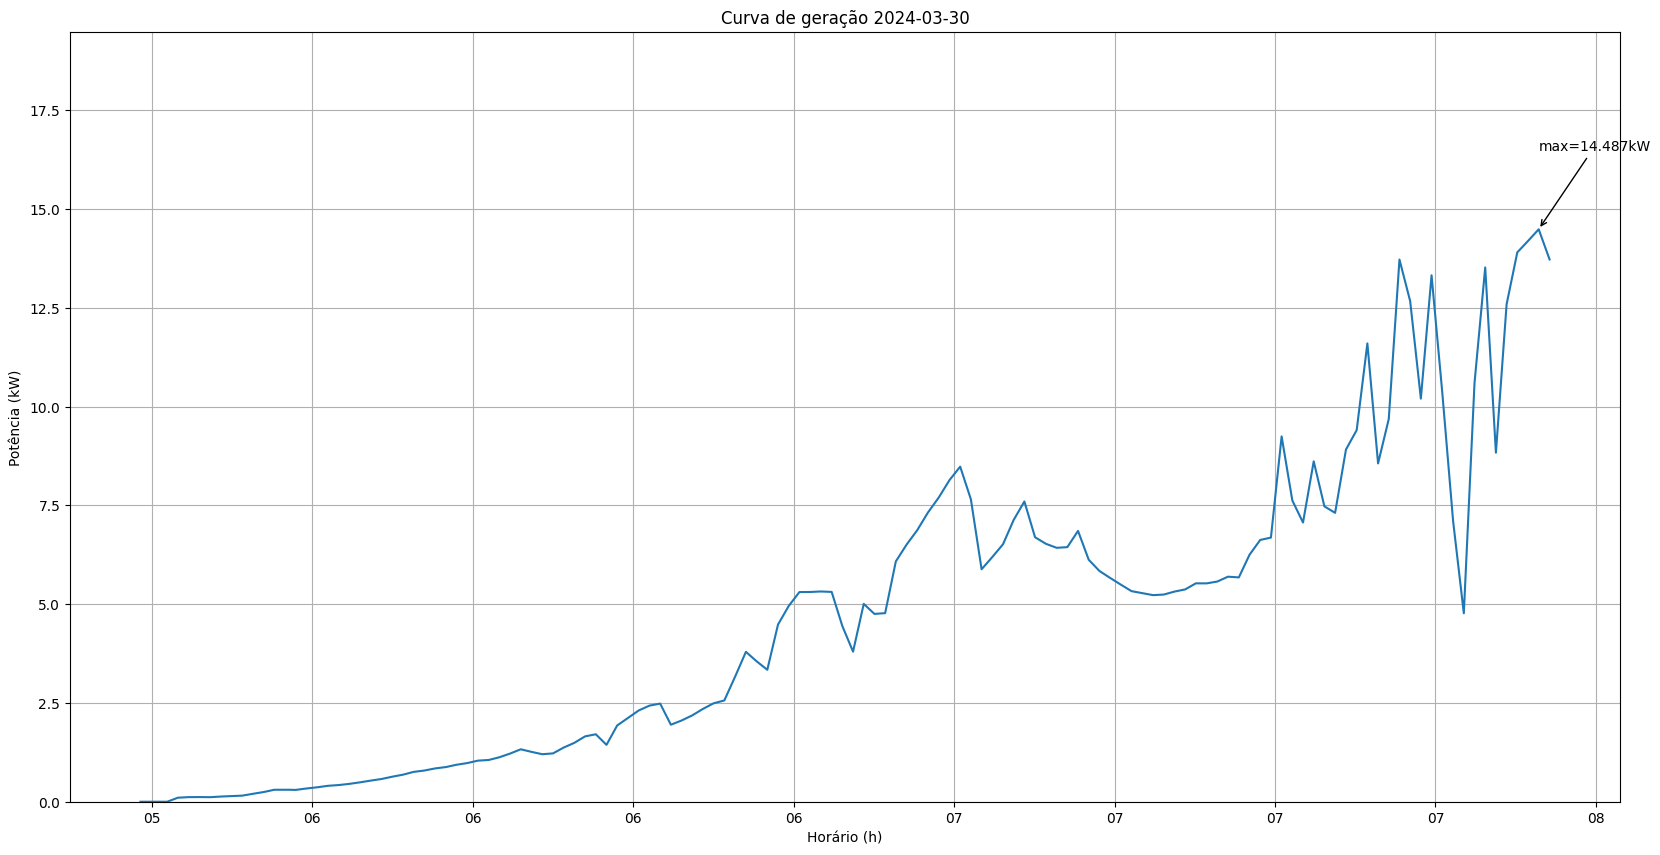 Curva de geração 2024-03-30
17.5
max=14.487kW
15.0
12.5
10.0
Potência (kW)
7.5
5.0
2.5
0.0
05 06 06 06 06 07 07 07 07 08
Horário (h)